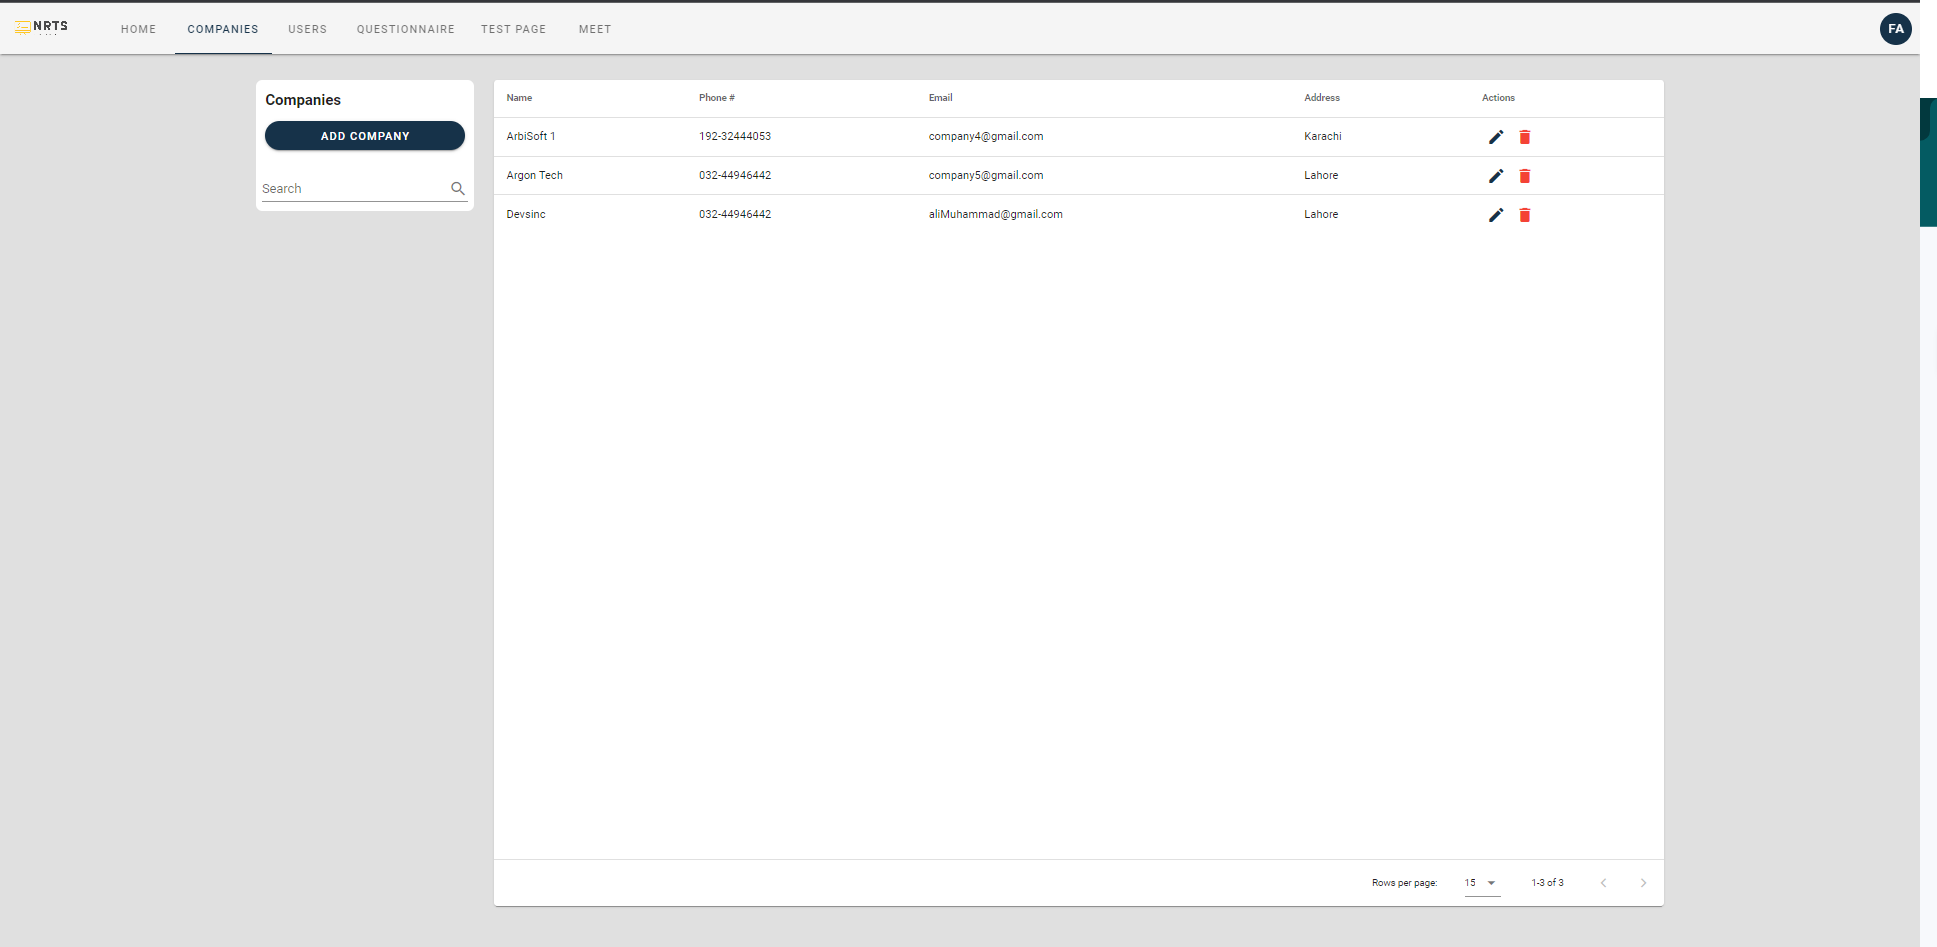 NRTS
HOME COMPANIES USERS QUESTIONNAIRE TEST PAGE MEET
FA
Companies
ADD COMPANY
Search
Name Phone # Email Address Actions
ArbiSoft 1 192-32444053 company4@gmail.com Karachi
Argon Tech 032-44946442 company5@gmail.com Lahore
Devsinc 032-44946442 aliMuhammad@gmail.com Lahore
Rows per page: 15 1-3 of 3